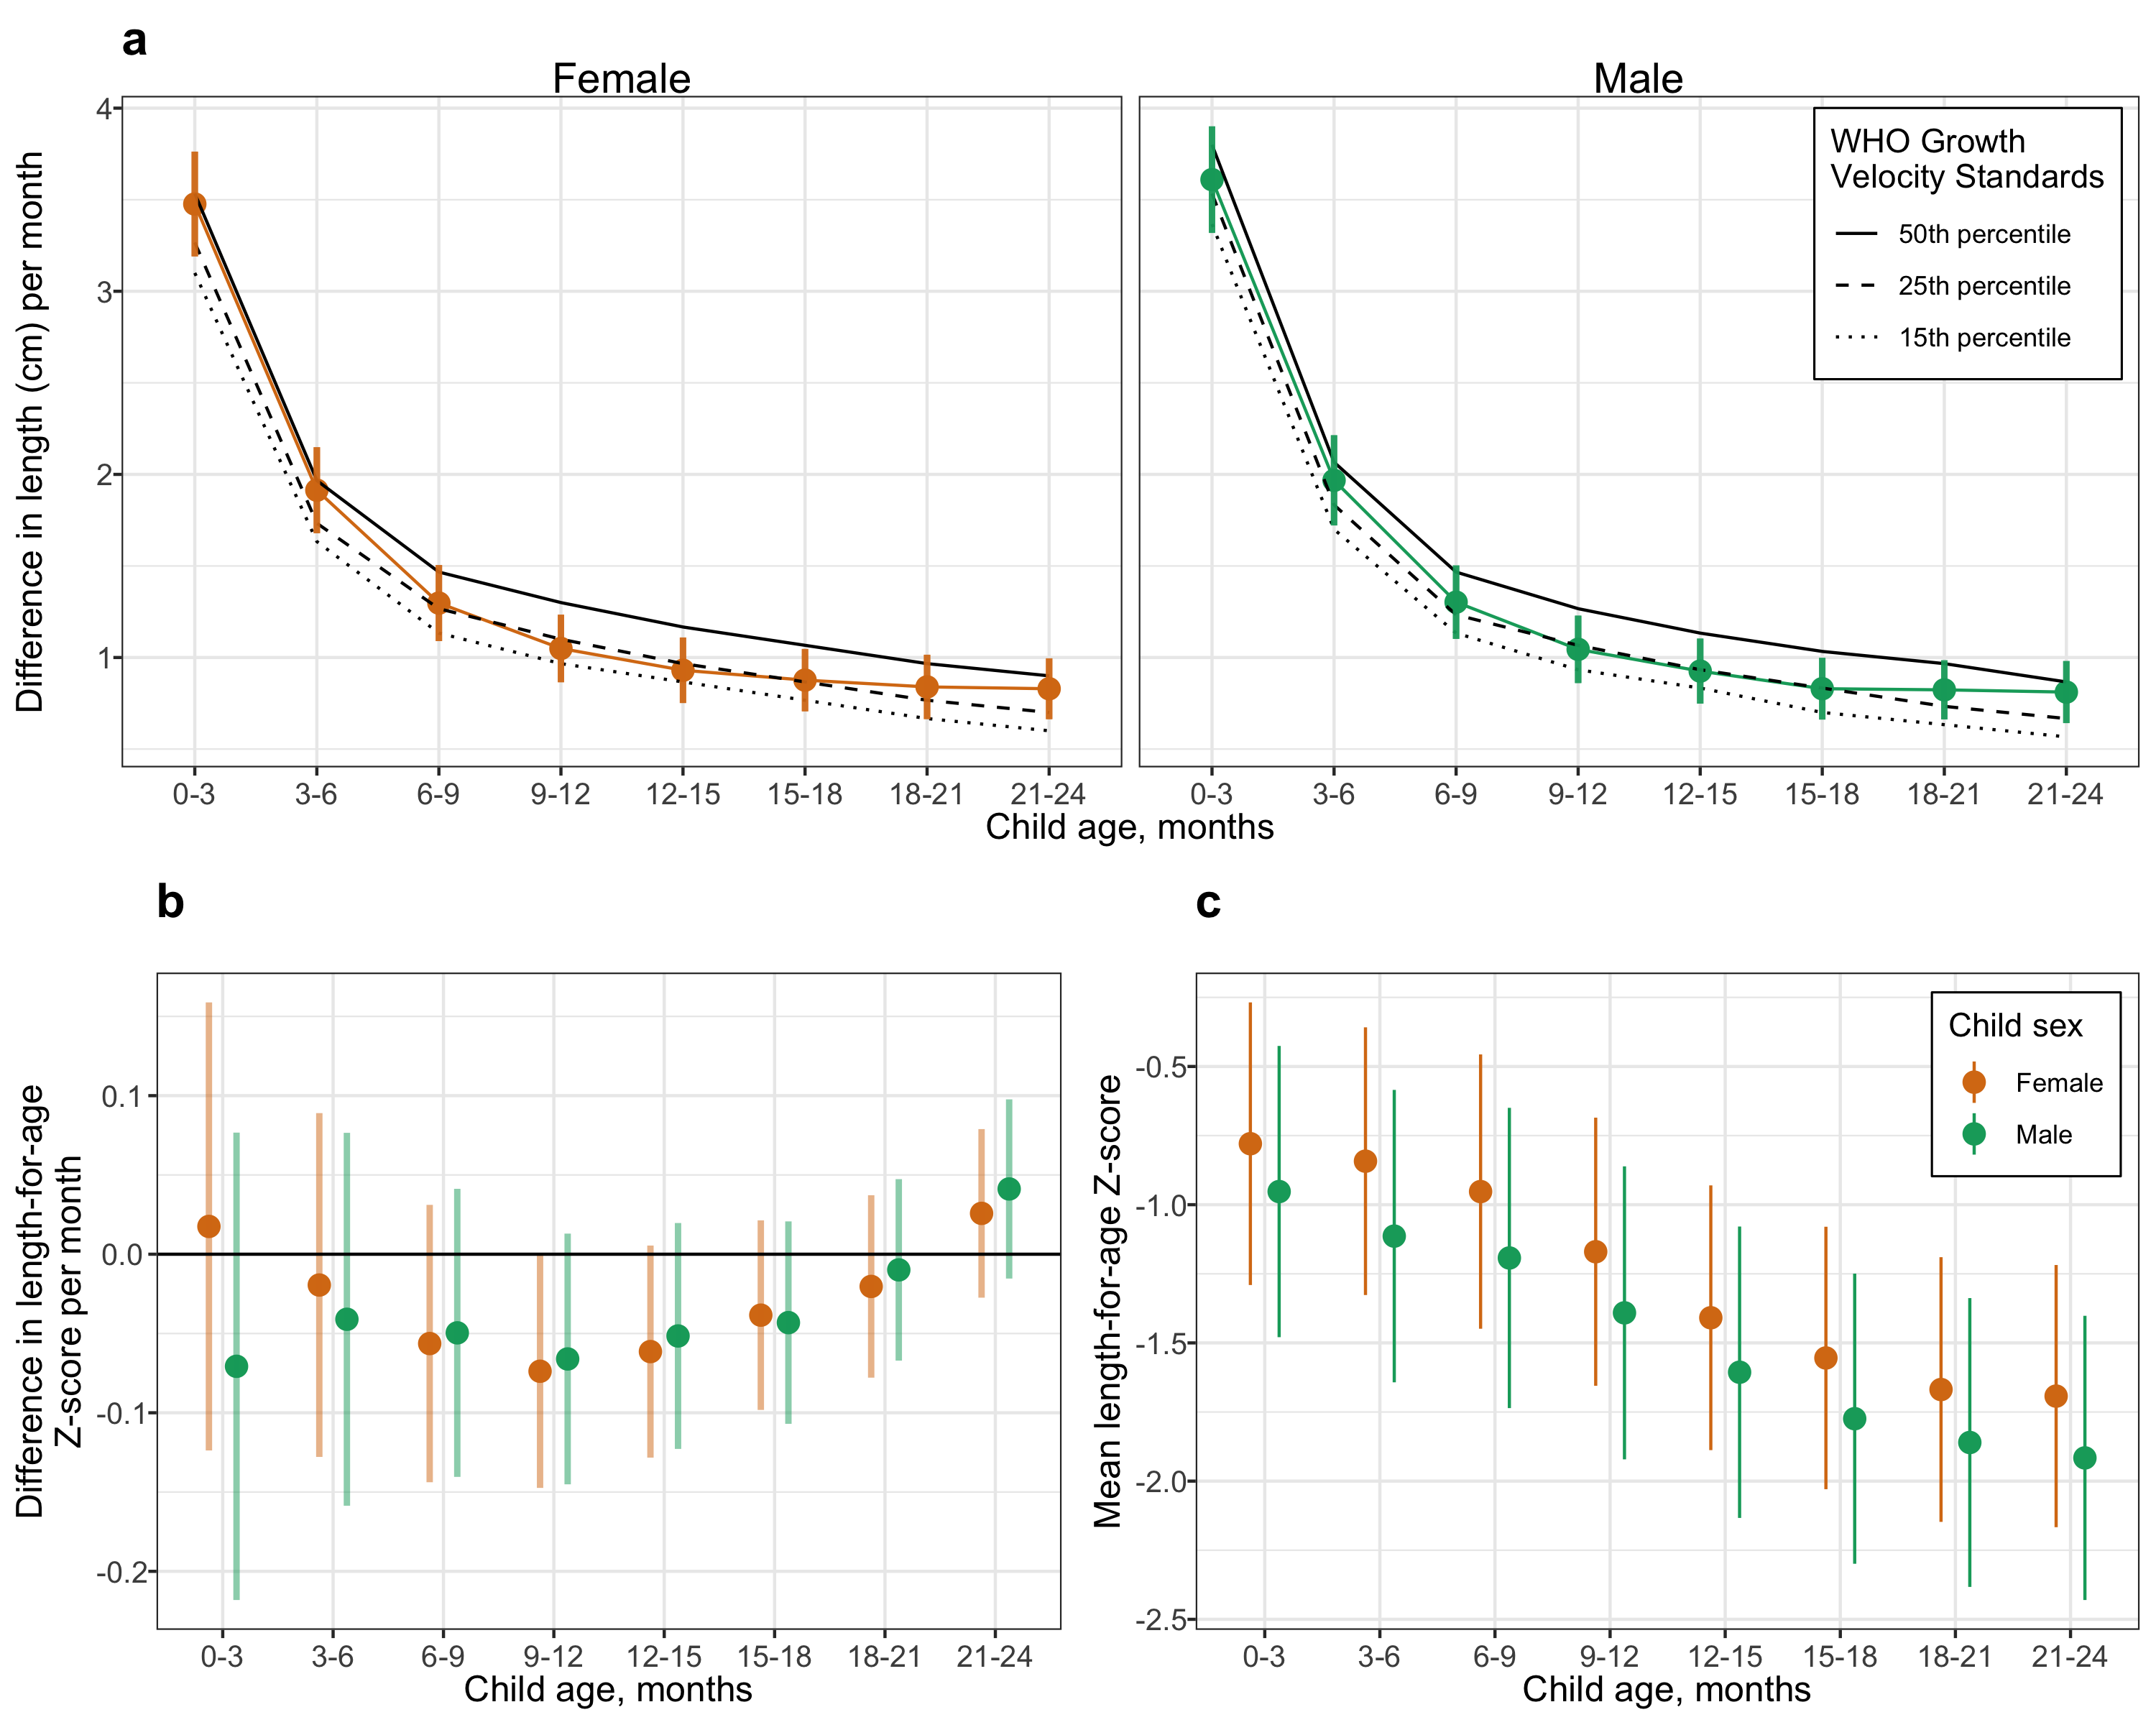 a
Female
Male
Difference in length (cm) per month
4
3
2
1
WHO Growth
Velocity Standards
50th percentile
25th percentile
15th percentile
0-3 3-6 6-9 9-12 12-15 15-18 18-21 21-24
0-3 3-6 6-9 9-12 12-15 15-18 18-21 21-24
Child age, months
b
Difference in length-for-age
Z-score per month
0.1
0.0
-0.1
-0.2
0-3 3-6 6-9 9-12 12-15 15-18 18-21 21-24
Child age, months
c
Mean length-for-age Z-score
-0.5
-1.0
-1.5
-2.0
-2.5
Child sex
Female
Male
0-3 3-6 6-9 9-12 12-15 15-18 18-21 21-24
Child age, months